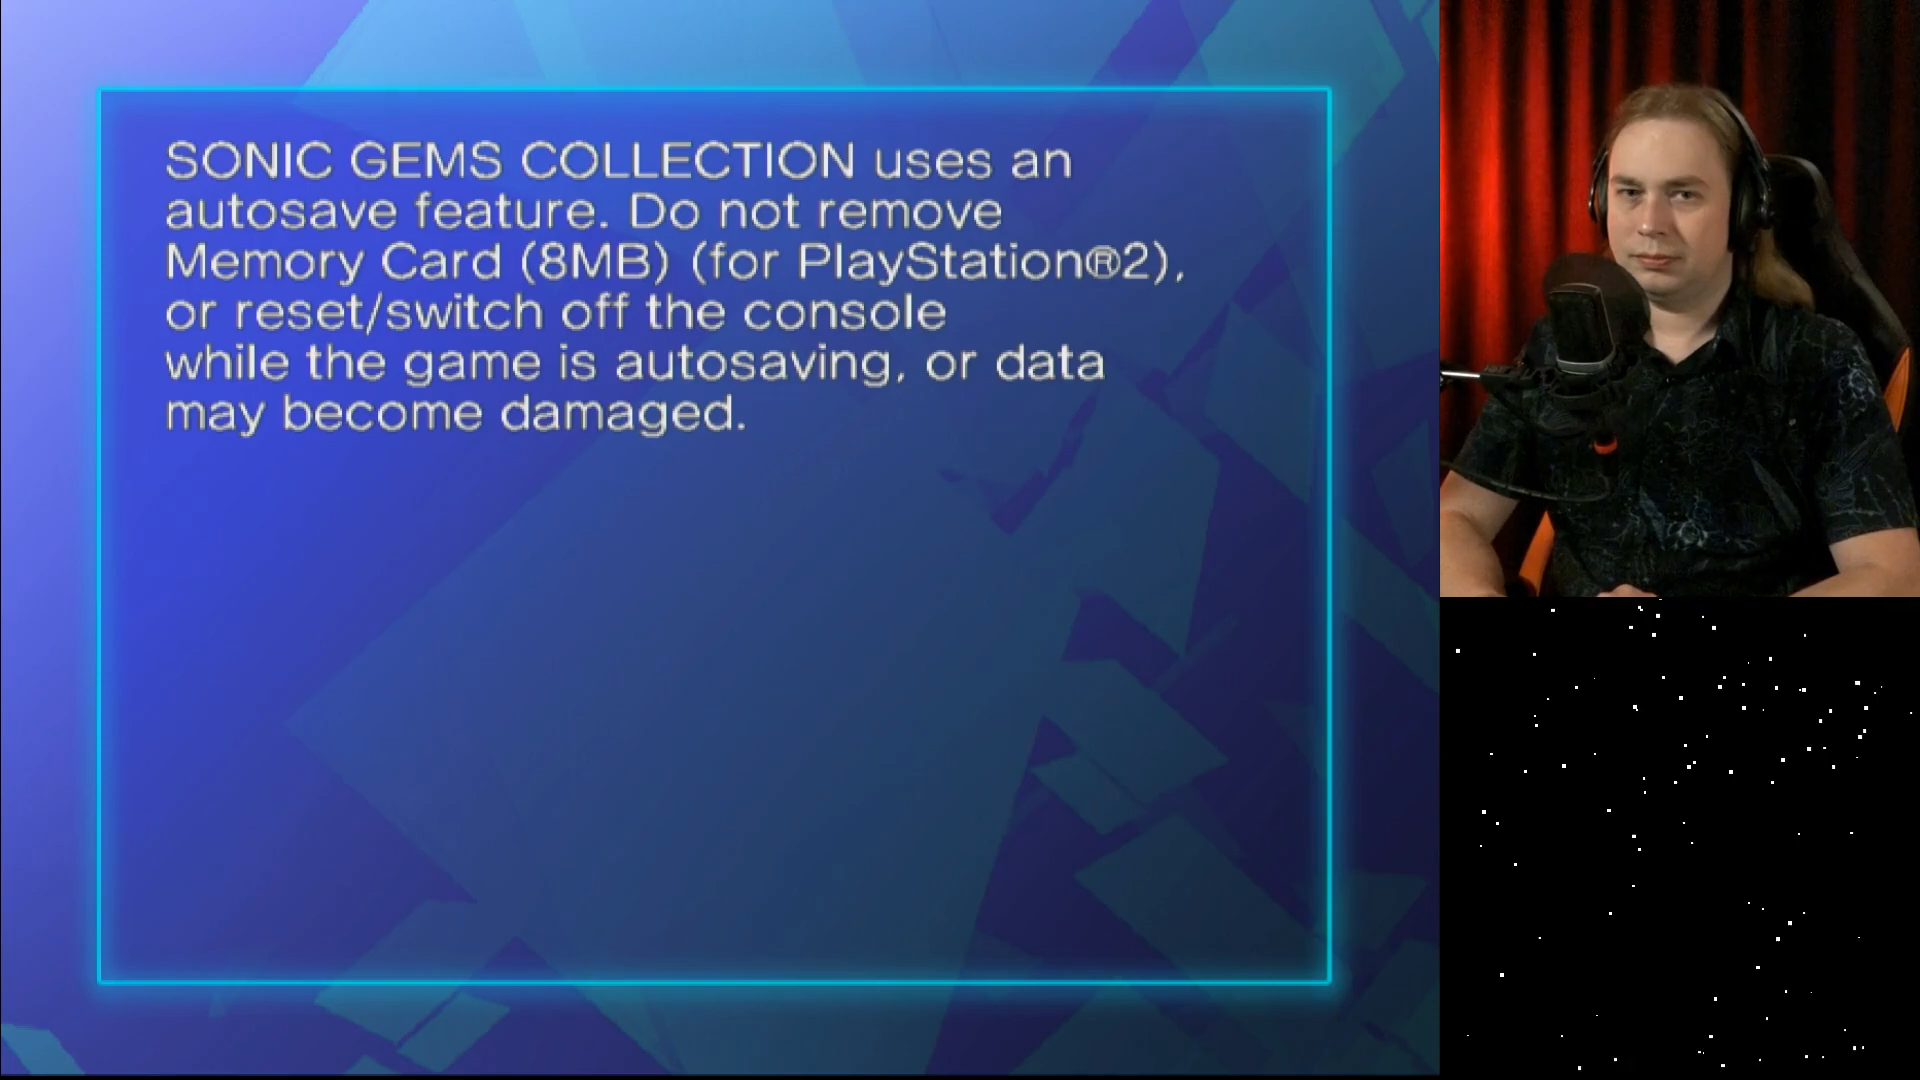 SONIC GEMS COLLECTION uses an
autosave feature. Do not remove
Memory Card (8MB) (for PlayStation®2),
or reset/switch off the console
while the game is autosaving, or data
may become damaged.